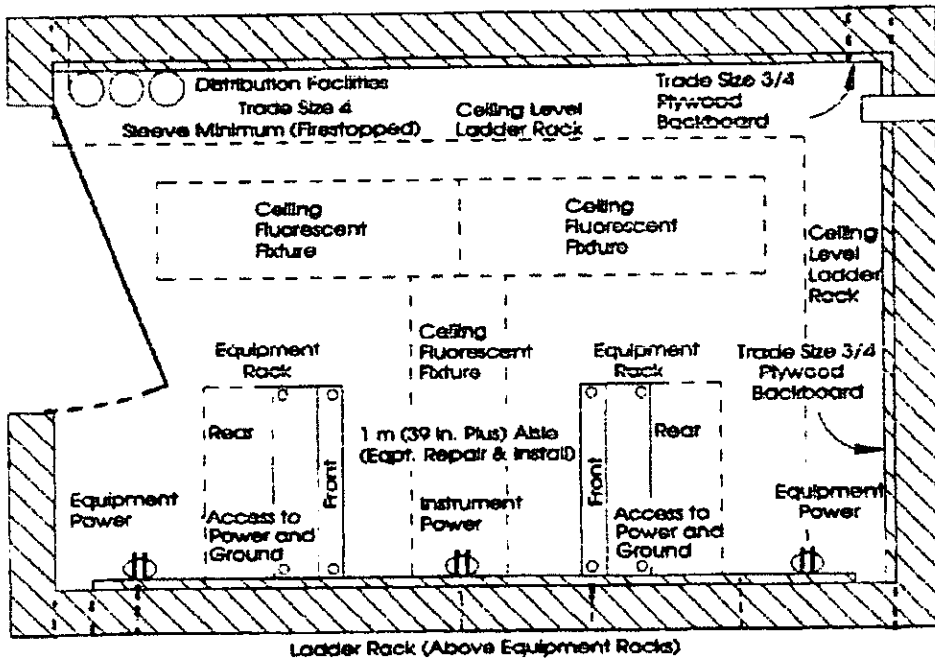 Distribution Facilities
Trade Size 4
Sleeve Minimum (Firestopped)
Ceiling Level
Ladder Rack
Trade Size 3/4
Plywood
Backboard
Ceiling
Fluorescent
Fixture
Ceiling
Fluorescent
Fixture
Ceiling
Level
Ladder
Rack
Equipment
Rack
Ceiling
Fluorescent
Fixture
Equipment
Rack
Trade Size 3/4
Plywood
Backboard
Rear
Front
1 m (39 in. Plus) Aisle
(Eqpt. Repair & Install)
Front
Rear
Equipment
Power
Access to
Power and
Ground
Instrument
Power
Access to
Power and
Ground
Equipment
Power
Ladder Rack (Above Equipment Racks)